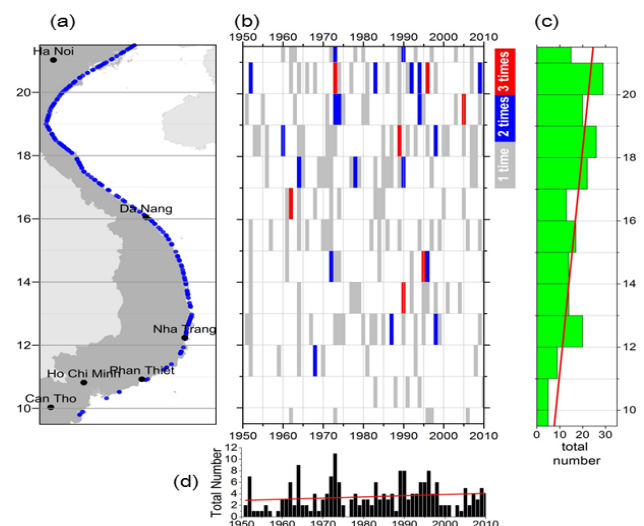 (a)
(b)
(c)
1950 1960 1970 1980 1990 2000 2010
Ha Noi
20
18
Da Nang
16
14
Nha Trang
12
Ho Chi Minh
Phan Thiet
Can Tho
10
1950 1960 1970 1980 1990 2000 2010
1 time
2 times
3 times
20
18
16
14
12
10
0 20 40
total
number
(d)
Total Number
12
10
8
6
4
2
0
1950 1960 1970 1980 1990 2000 2010